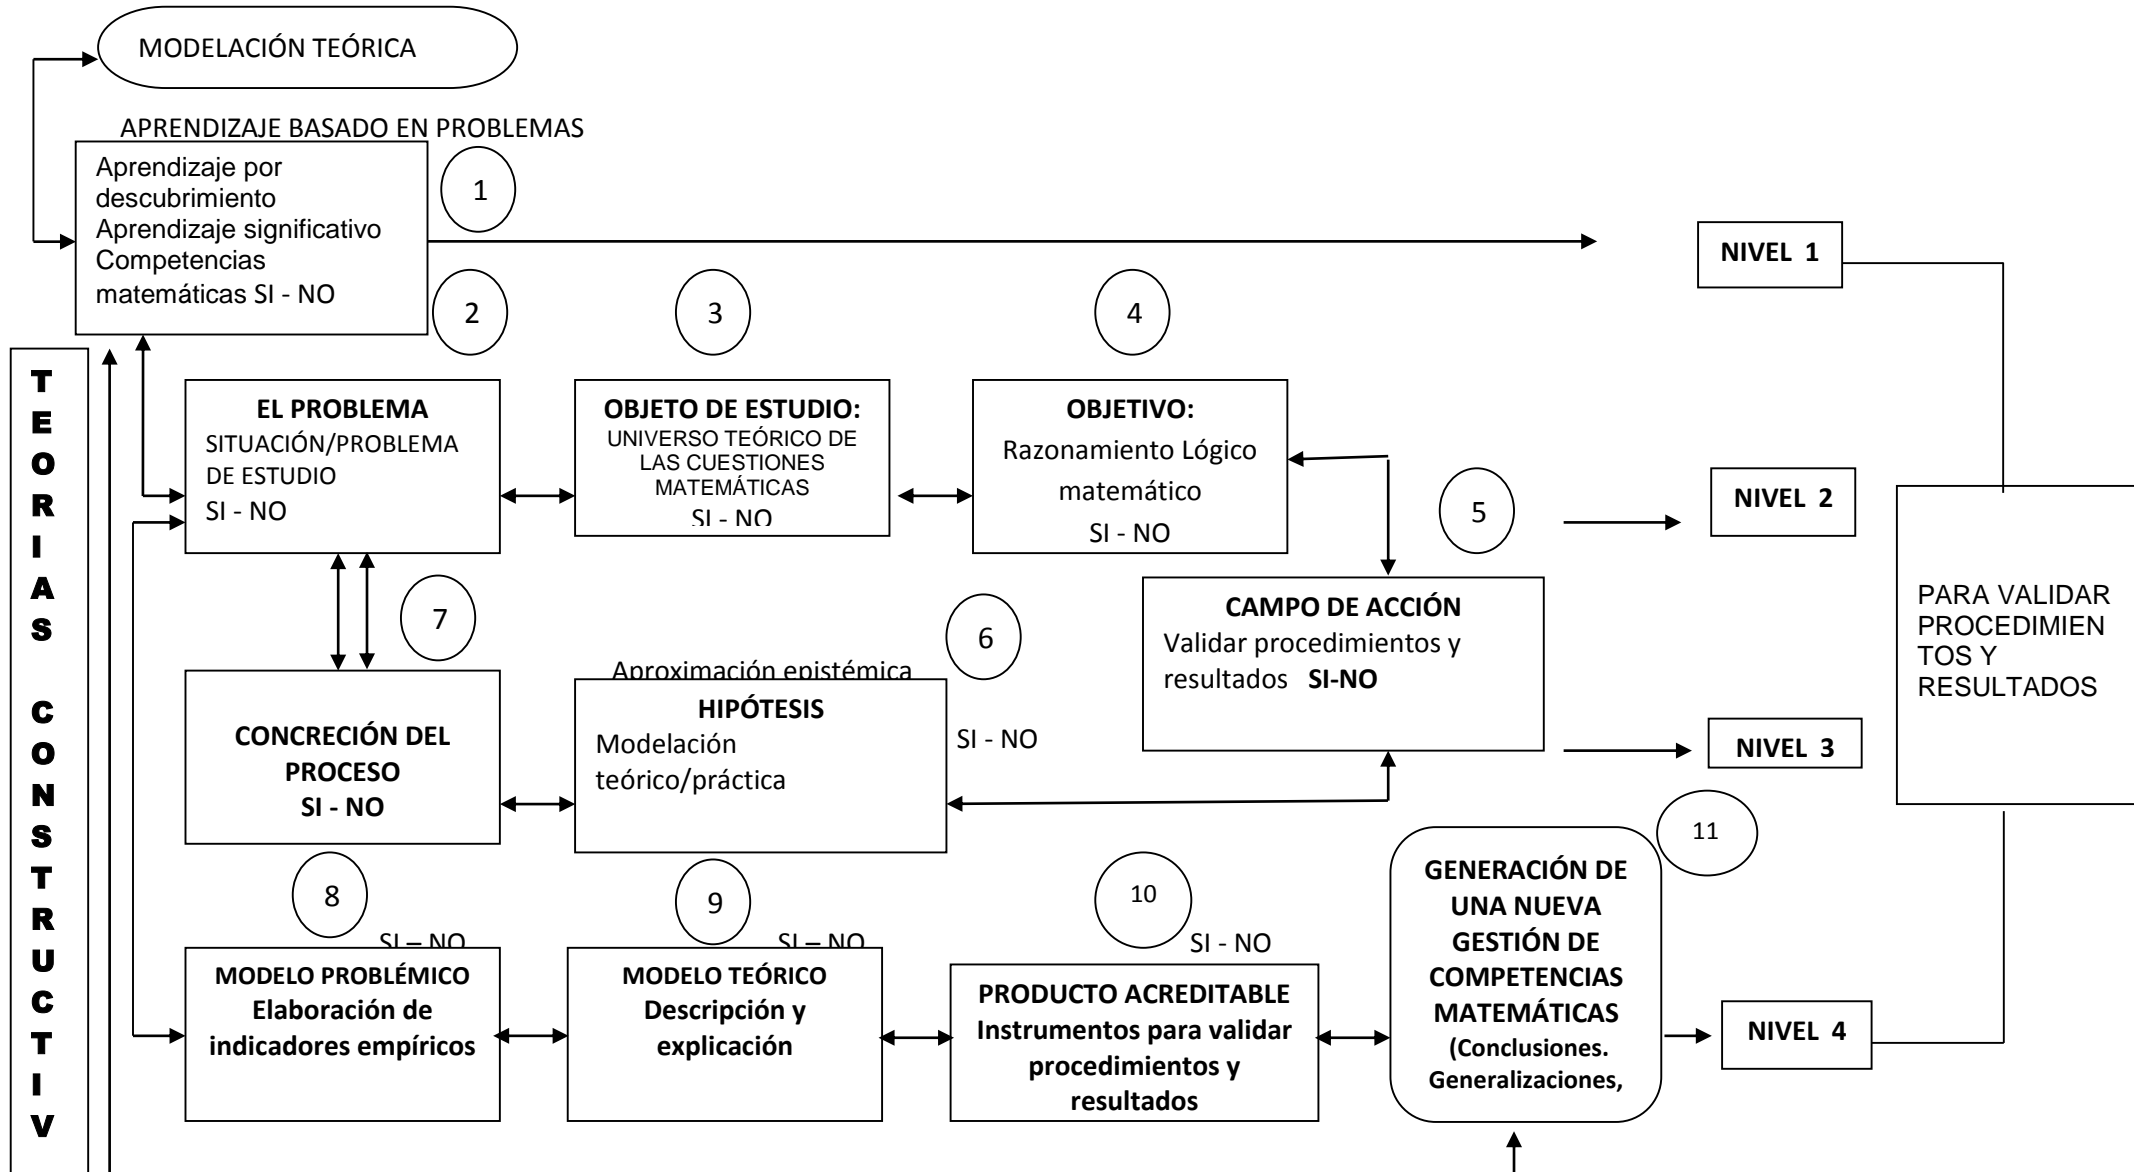 MODELACIÓN TEÓRICA
APRENDIZAJE BASADO EN PROBLEMAS
Aprendizaje por
descubrimiento
Aprendizaje significativo
Competencias
matemáticas SI - NO
1
NIVEL 1
2
3
4
TEORIAS CONSTRUCTIV
EL PROBLEMA
SITUACIÓN/PROBLEMA
DE ESTUDIO
SI - NO
OBJETO DE ESTUDIO:
UNIVERSO TEÓRICO DE
LAS CUESTIONES
MATEMÁTICAS
SI - NO
OBJETIVO:
Razonamiento Lógico
matemático
SI - NO
5
NIVEL 2
PARA VALIDAR
PROCEDIMIEN
TOS Y
RESULTADOS
7
6
CAMPO DE ACCIÓN
Validar procedimientos y
resultados SI-NO
CONCRECIÓN DEL
PROCESO
SI - NO
Aproximación epistémica
HIPÓTESIS
Modelación
teórico/práctica
SI - NO
NIVEL 3
8
9
10
11
SI – NO
MODELO PROBLÉMICO
Elaboración de
indicadores empíricos
SI – NO
MODELO TEÓRICO
Descripción y
explicación
SI - NO
PRODUCTO ACREDITABLE
Instrumentos para validar
procedimientos y
resultados
GENERACIÓN DE
UNA NUEVA
GESTIÓN DE
COMPETENCIAS
MATEMÁTICAS
(Conclusiones.
Generalizaciones,
NIVEL 4